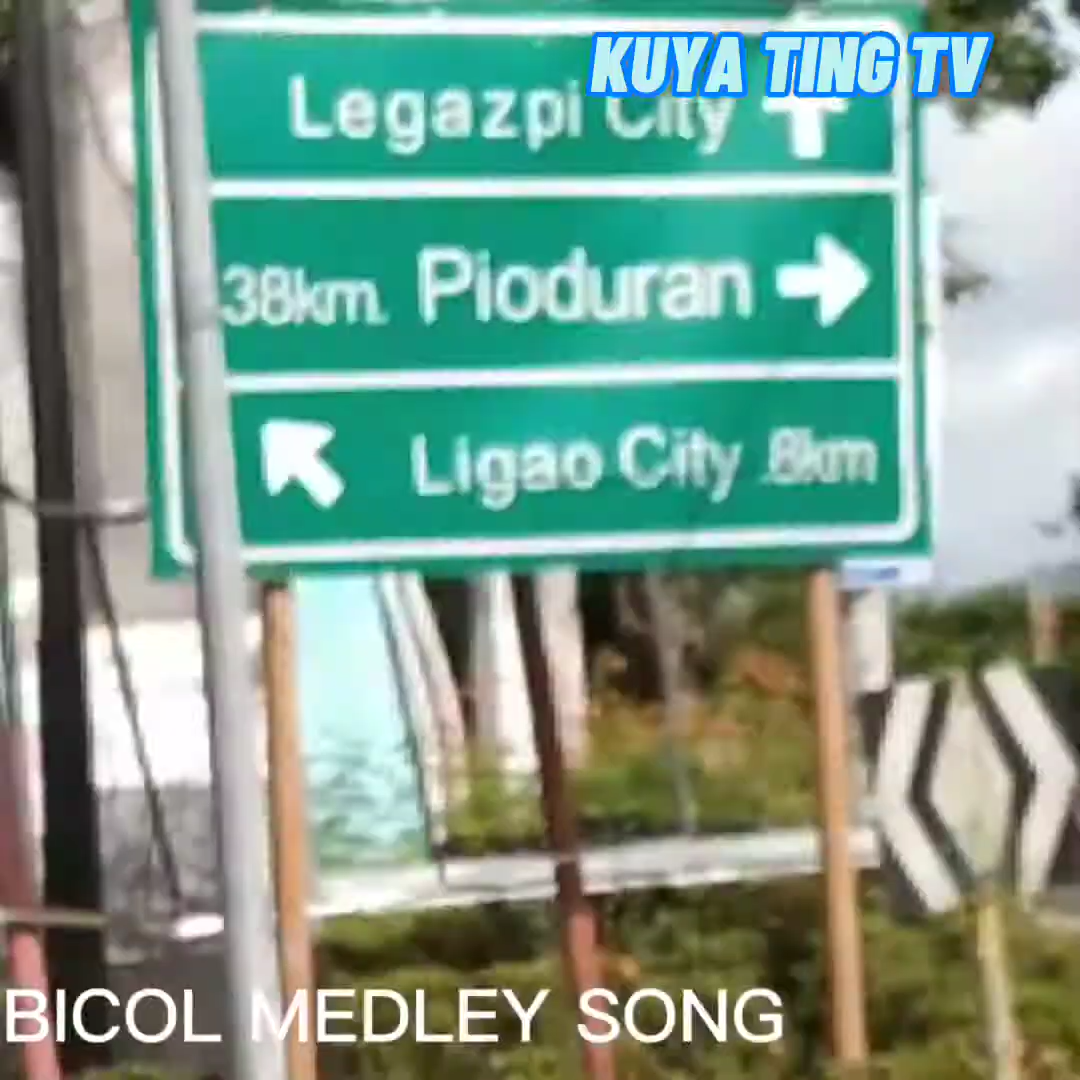 KUYA TING TV
Legazpi City
38km. Pioduran
Ligao City .8km
BICOL MEDLEY SONG